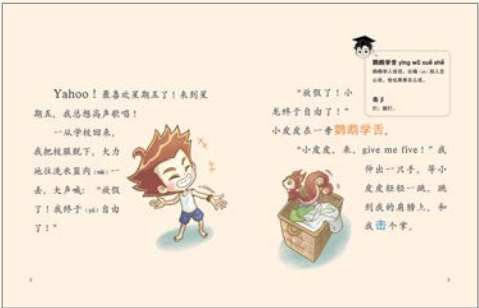 Yahoo！最喜欢星期五了！来到星
期五，我总想高声歌唱！
一从学校回来，
我把校服脱下，大力
地往洗衣篮内（nèi）一
丢，大声喊：“放假
了！我终于（yú）自由
了！”
鹦鹉学舌 yīng wǔ xué shé
击 jī
打；敲打。
“放假了！小
龙终于自由了！”
小皮皮在一旁鹦鹉学舌。
“小皮皮，来，give me five！”我
伸出一只手，等小
皮皮轻轻一跳，跳
到我的肩膀上，和
我击个掌。